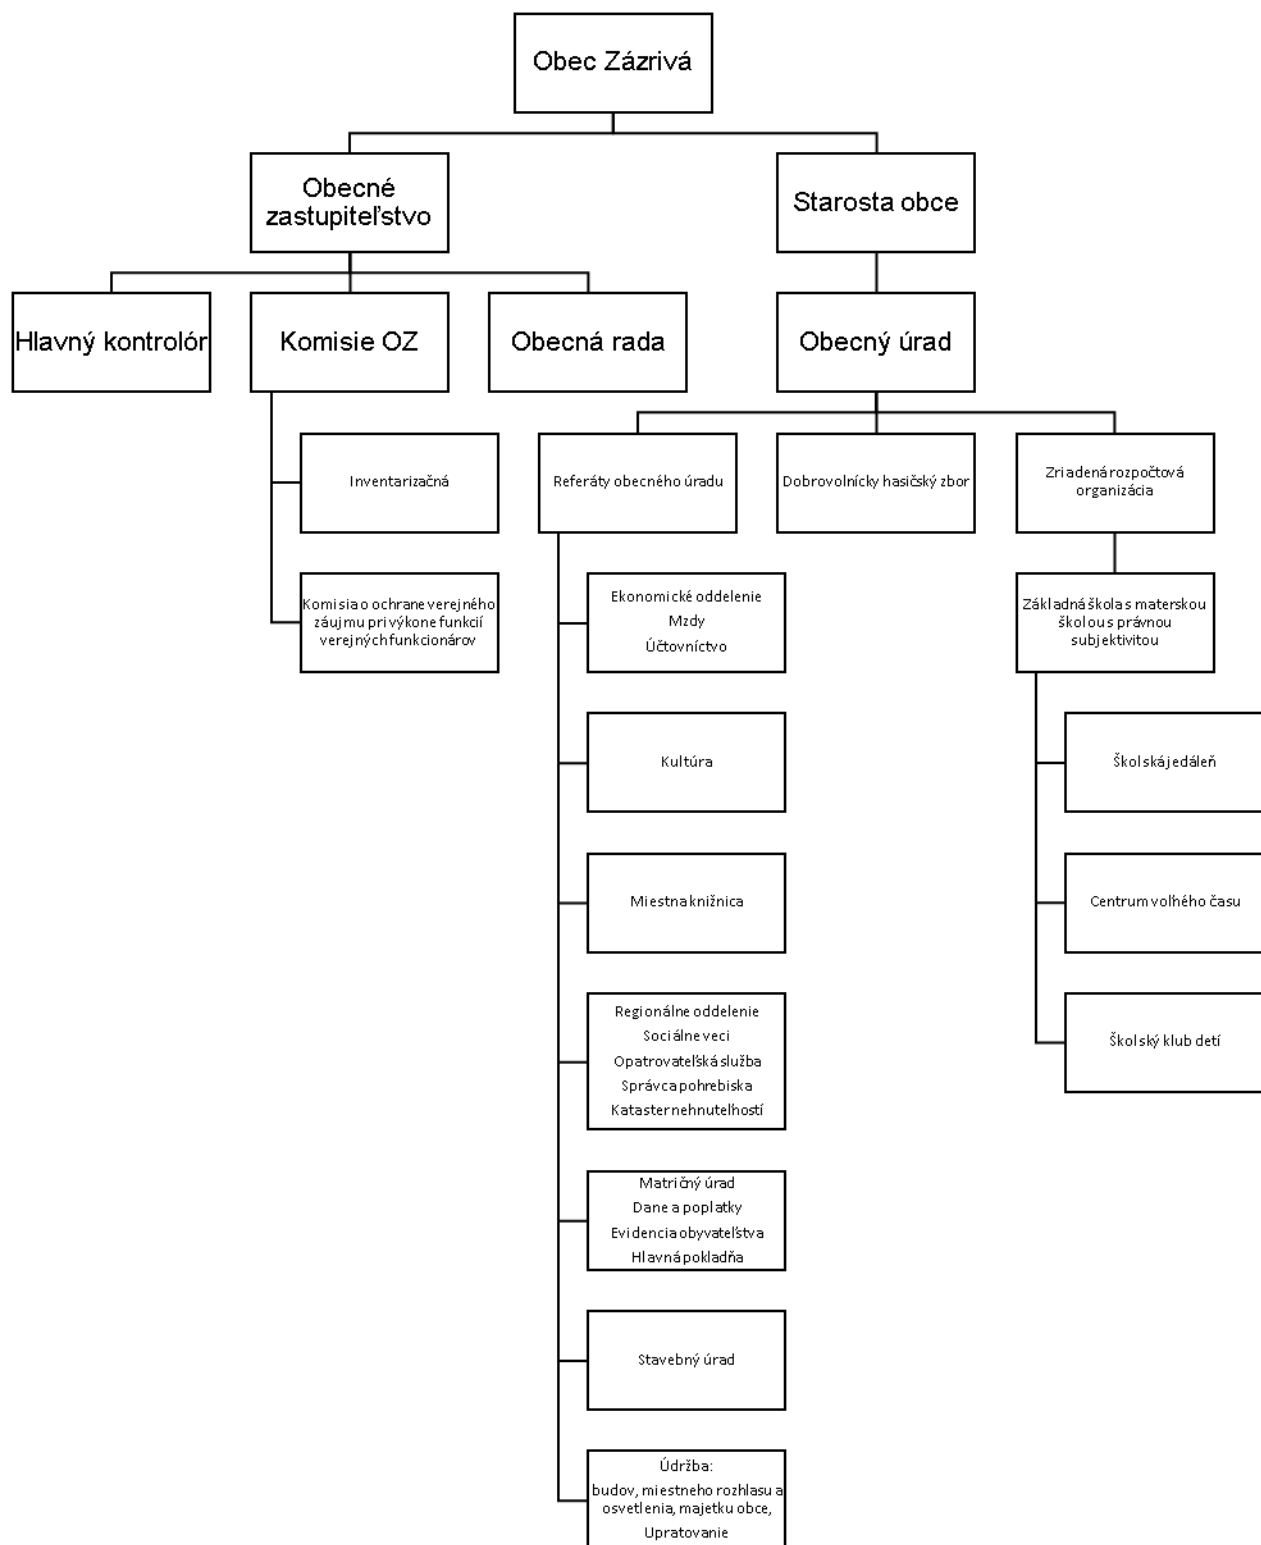 Obec Zázrivá
Obecné
zastupiteľstvo
Starosta obce
Hlavný kontrolór
Komisie OZ
Obecná rada
Obecný úrad
Inventarizačná
Referáty obecného úradu
Dobrovolnícky hasičský zbor
Zriadená rozpočtová
organizácia
Komisia o ochrane verejného
záujmu pri výkone funkcií
verejných funkcionárov
Ekonomické oddelenie
Mzdy
Účtovníctvo
Základná škola s materskou
školou s právnou
subjektivitou
Kultúra
Školská jedáleň
Miestna knižnica
Centrum voľného času
Regionálne oddelenie
Sociálne veci
Opatrovateľská služba
Správca pohrebiska
Kataster nehnuteľností
Školský klub detí
Matričný úrad
Dane a poplatky
Evidencia obyvateľstva
Hlavná pokladňa
Stavebný úrad
Údržba:
budov, miestneho rozhlasu a
osvetlenia, majetku obce,
Upratovanie